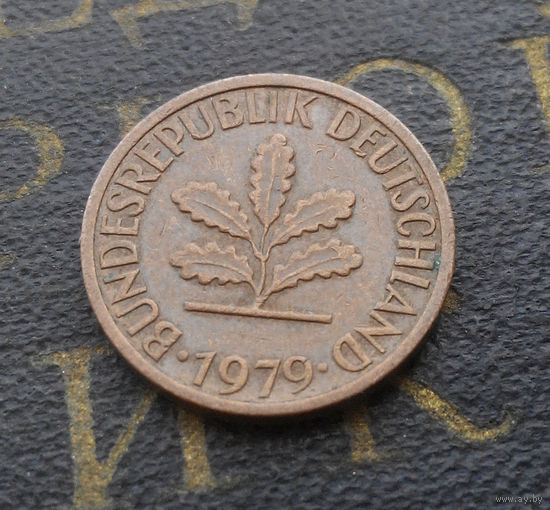 BUNDESREPUBLIK DEUTSCHLAND
· 1979 ·
www.ay.by